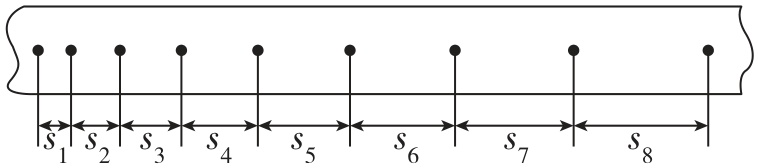 s₁ s₂ s₃ s₄ s₅ s₆ s₇ s₈